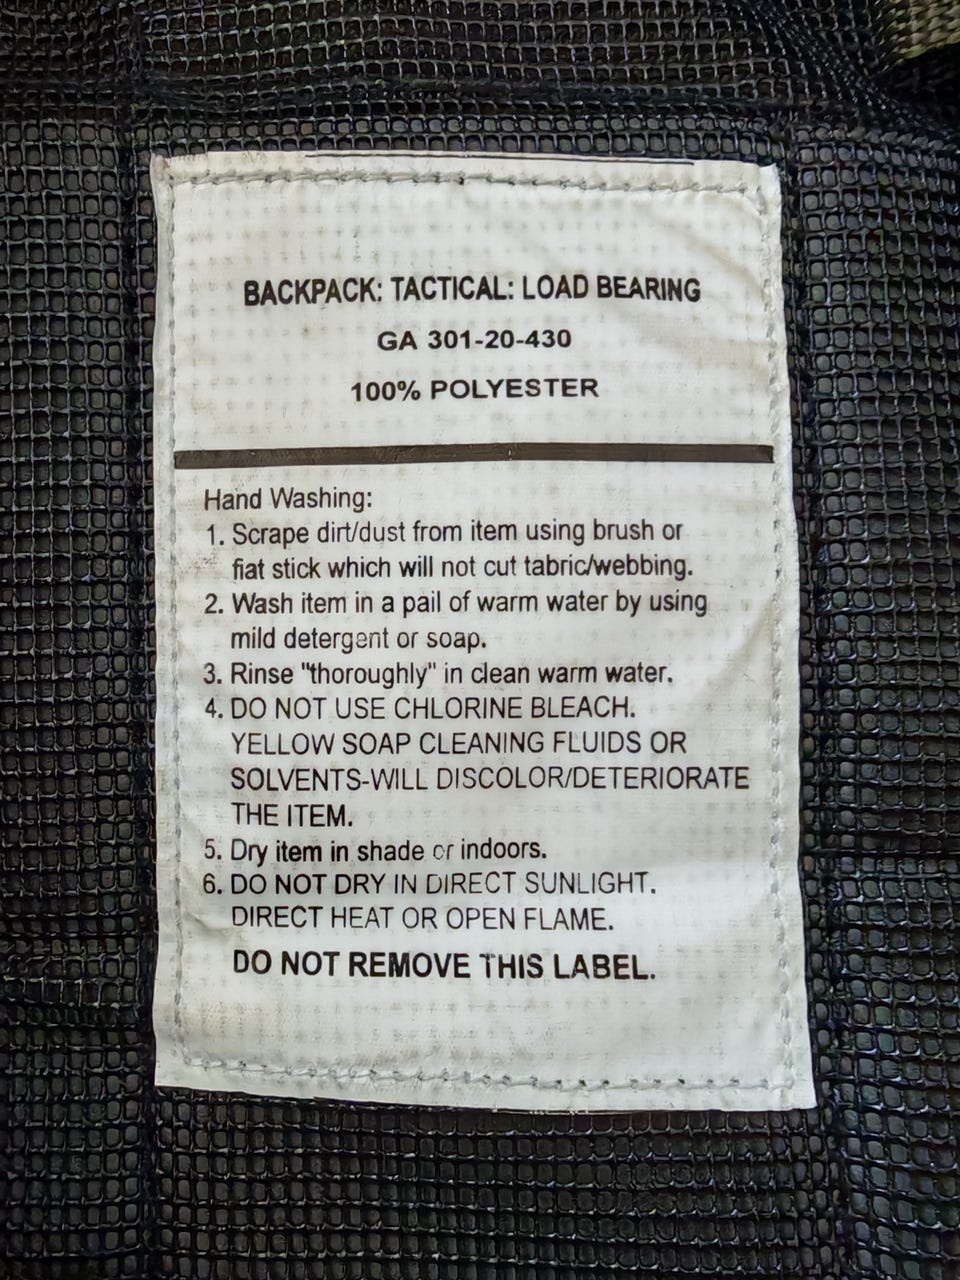 BACKPACK: TACTICAL: LOAD BEARING
GA 301-20-430
100% POLYESTER
Hand Washing:
1. Scrape dirt/dust from item using brush or
fiat stick which will not cut tabric/webbing.
2. Wash item in a pail of warm water by using
mild detergent or soap.
3. Rinse "thoroughly" in clean warm water.
4. DO NOT USE CHLORINE BLEACH.
YELLOW SOAP CLEANING FLUIDS OR
SOLVENTS-WILL DISCOLOR/DETERIORATE
THE ITEM.
5. Dry item in shade or indoors.
6. DO NOT DRY IN DIRECT SUNLIGHT.
DIRECT HEAT OR OPEN FLAME.
DO NOT REMOVE THIS LABEL.